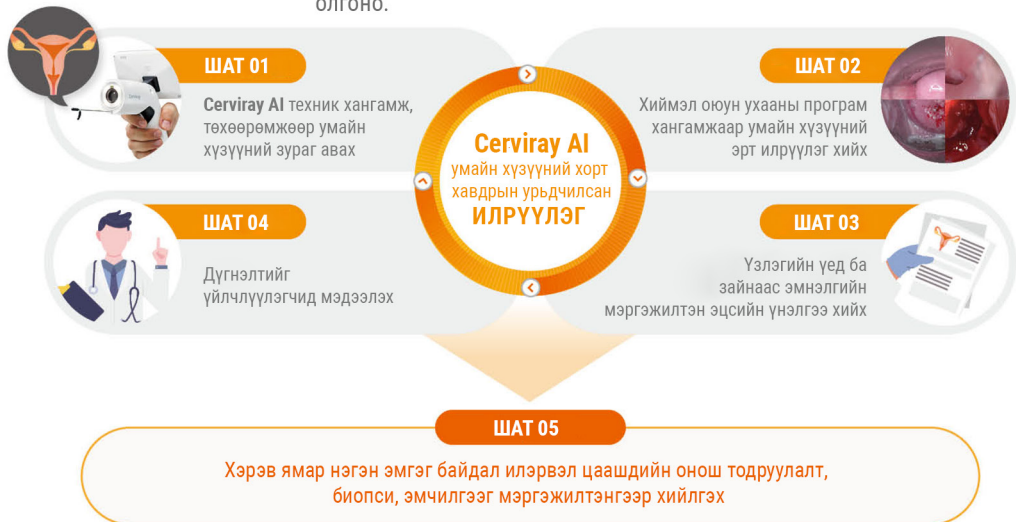 олгоно.
ШАТ 01
Cerviray AI техник хангамж,
төхөөрөмжөөр умайн
хүзүүний зураг авах
ШАТ 02
Хиймэл оюун ухааны програм
хангамжаар умайн хүзүүний
эрт илрүүлэг хийх
Cerviray AI
умайн хүзүүний хорт
хавдрын урьдчилсан
ИЛРҮҮЛЭГ
ШАТ 03
Үзлэгийн үед ба
зайнаас эмнэлгийн
мэргэжилтэн эцсийн үнэлгээ хийх
ШАТ 04
Дүгнэлтийг
үйлчлүүлэгчид мэдээлэх
ШАТ 05
Хэрэв ямар нэгэн эмгэг байдал илэрвэл цаашдийн онош тодруулалт,
биопси, эмчилгээг мэргэжилтэнгээр хийлгэх